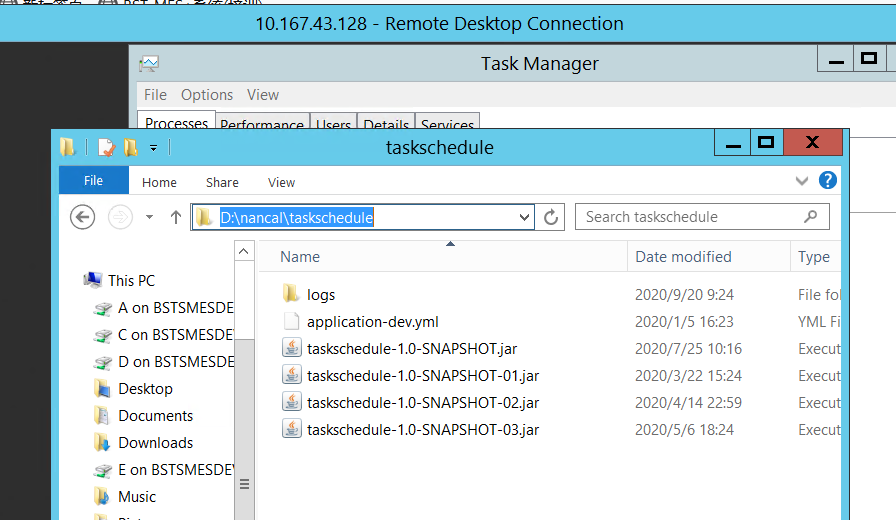 10.167.43.128 - Remote Desktop Connection
Task Manager
File Options View
Processes Performance Users Details Services
taskschedule
File Home Share View
D:\nancal\taskschedule Search taskschedule
Name Date modified Type
This PC
logs 2020/9/20 9:24 File fol
A on BSTSMESDE
application-dev.yml 2020/1/5 16:23 YML Fi
C on BSTSMESDE
taskschedule-1.0-SNAPSHOT.jar 2020/7/25 10:16 Execut
D on BSTSMESDE
taskschedule-1.0-SNAPSHOT-01.jar 2020/3/22 15:24 Execut
Desktop
taskschedule-1.0-SNAPSHOT-02.jar 2020/4/14 22:59 Execut
Documents
taskschedule-1.0-SNAPSHOT-03.jar 2020/5/6 18:24 Execut
Downloads
E on BSTSMESDEV
Music